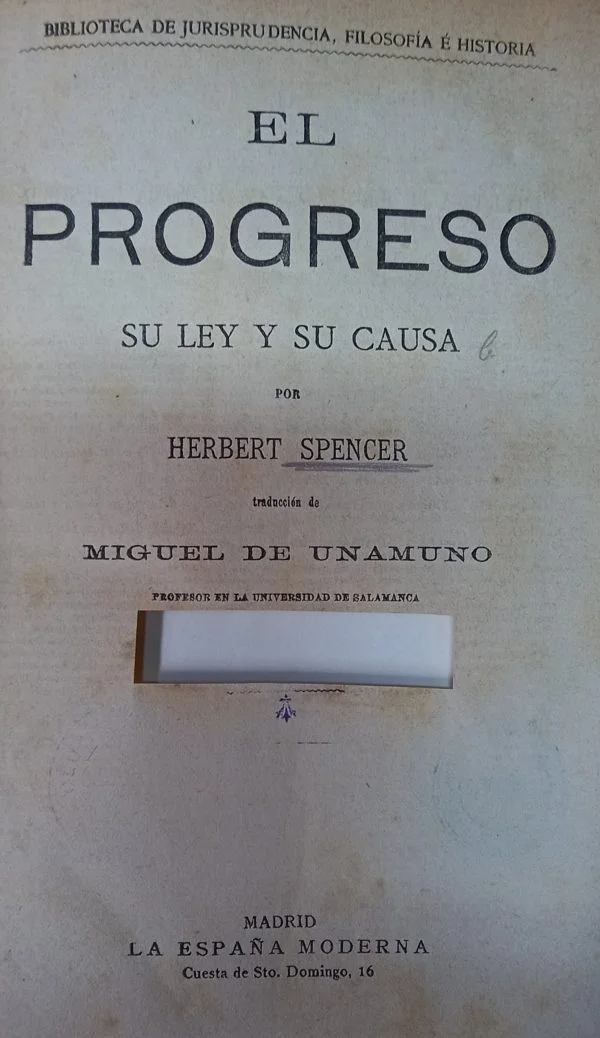 BIBLIOTECA DE JURISPRUDENCIA, FILOSOFÍA É HISTORIA
EL
PROGRESO
SU LEY Y SU CAUSA
POR
HERBERT SPENCER
traducción de
MIGUEL DE UNAMUNO
PROFESOR EN LA UNIVERSIDAD DE SALAMANCA
MADRID
LA ESPAÑA MODERNA
Cuesta de Sto. Domingo, 16